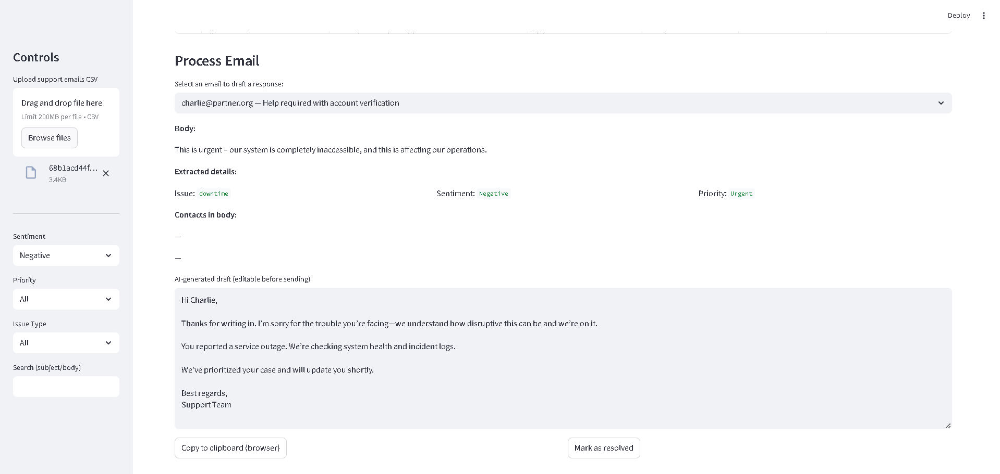 Deploy
Controls
Upload support emails CSV
Drag and drop file here
Limit 200MB per file • CSV
Browse files
68b1acd44f...
3.4KB
Sentiment
Negative
Priority
All
Issue Type
All
Search (subject/body)
Process Email
Select an email to draft a response:
charlie@partner.org — Help required with account verification
Body:
This is urgent – our system is completely inaccessible, and this is affecting our operations.
Extracted details:
Issue: downtime Sentiment: Negative Priority: Urgent
Contacts in body:
—
—
AI-generated draft (editable before sending)
Hi Charlie,
Thanks for writing in. I’m sorry for the trouble you’re facing—we understand how disruptive this can be and we’re on it.
You reported a service outage. We’re checking system health and incident logs.
We’ve prioritized your case and will update you shortly.
Best regards,
Support Team
Copy to clipboard (browser) Mark as resolved